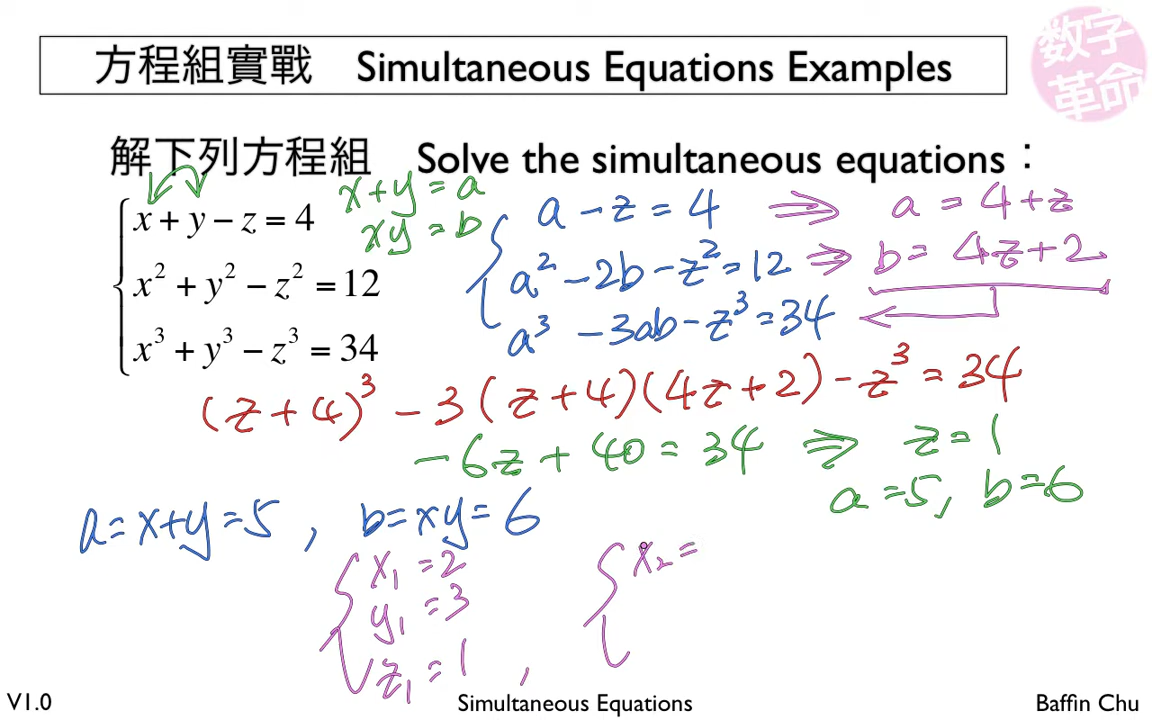 方程組實戰 Simultaneous Equations Examples
数字
革命
解下列方程組 Solve the simultaneous equations：
x + y − z = 4
x² + y² − z² = 12
x³ + y³ − z³ = 34
x+y = a
xy = b
a − z = 4 ⇒ a = 4+z
a² − 2b − z² = 12 ⇒ b = 4z+2
a³ − 3ab − z³ = 34
(z+4)³ − 3(z+4)(4z+2) − z³ = 34
−6z + 40 = 34 ⇒ z = 1
a = 5, b = 6
a = x+y = 5 , b = xy = 6
x₁ = 2
y₁ = 3
z₁ = 1 ,
x₂ =
V1.0 Simultaneous Equations Baffin Chu